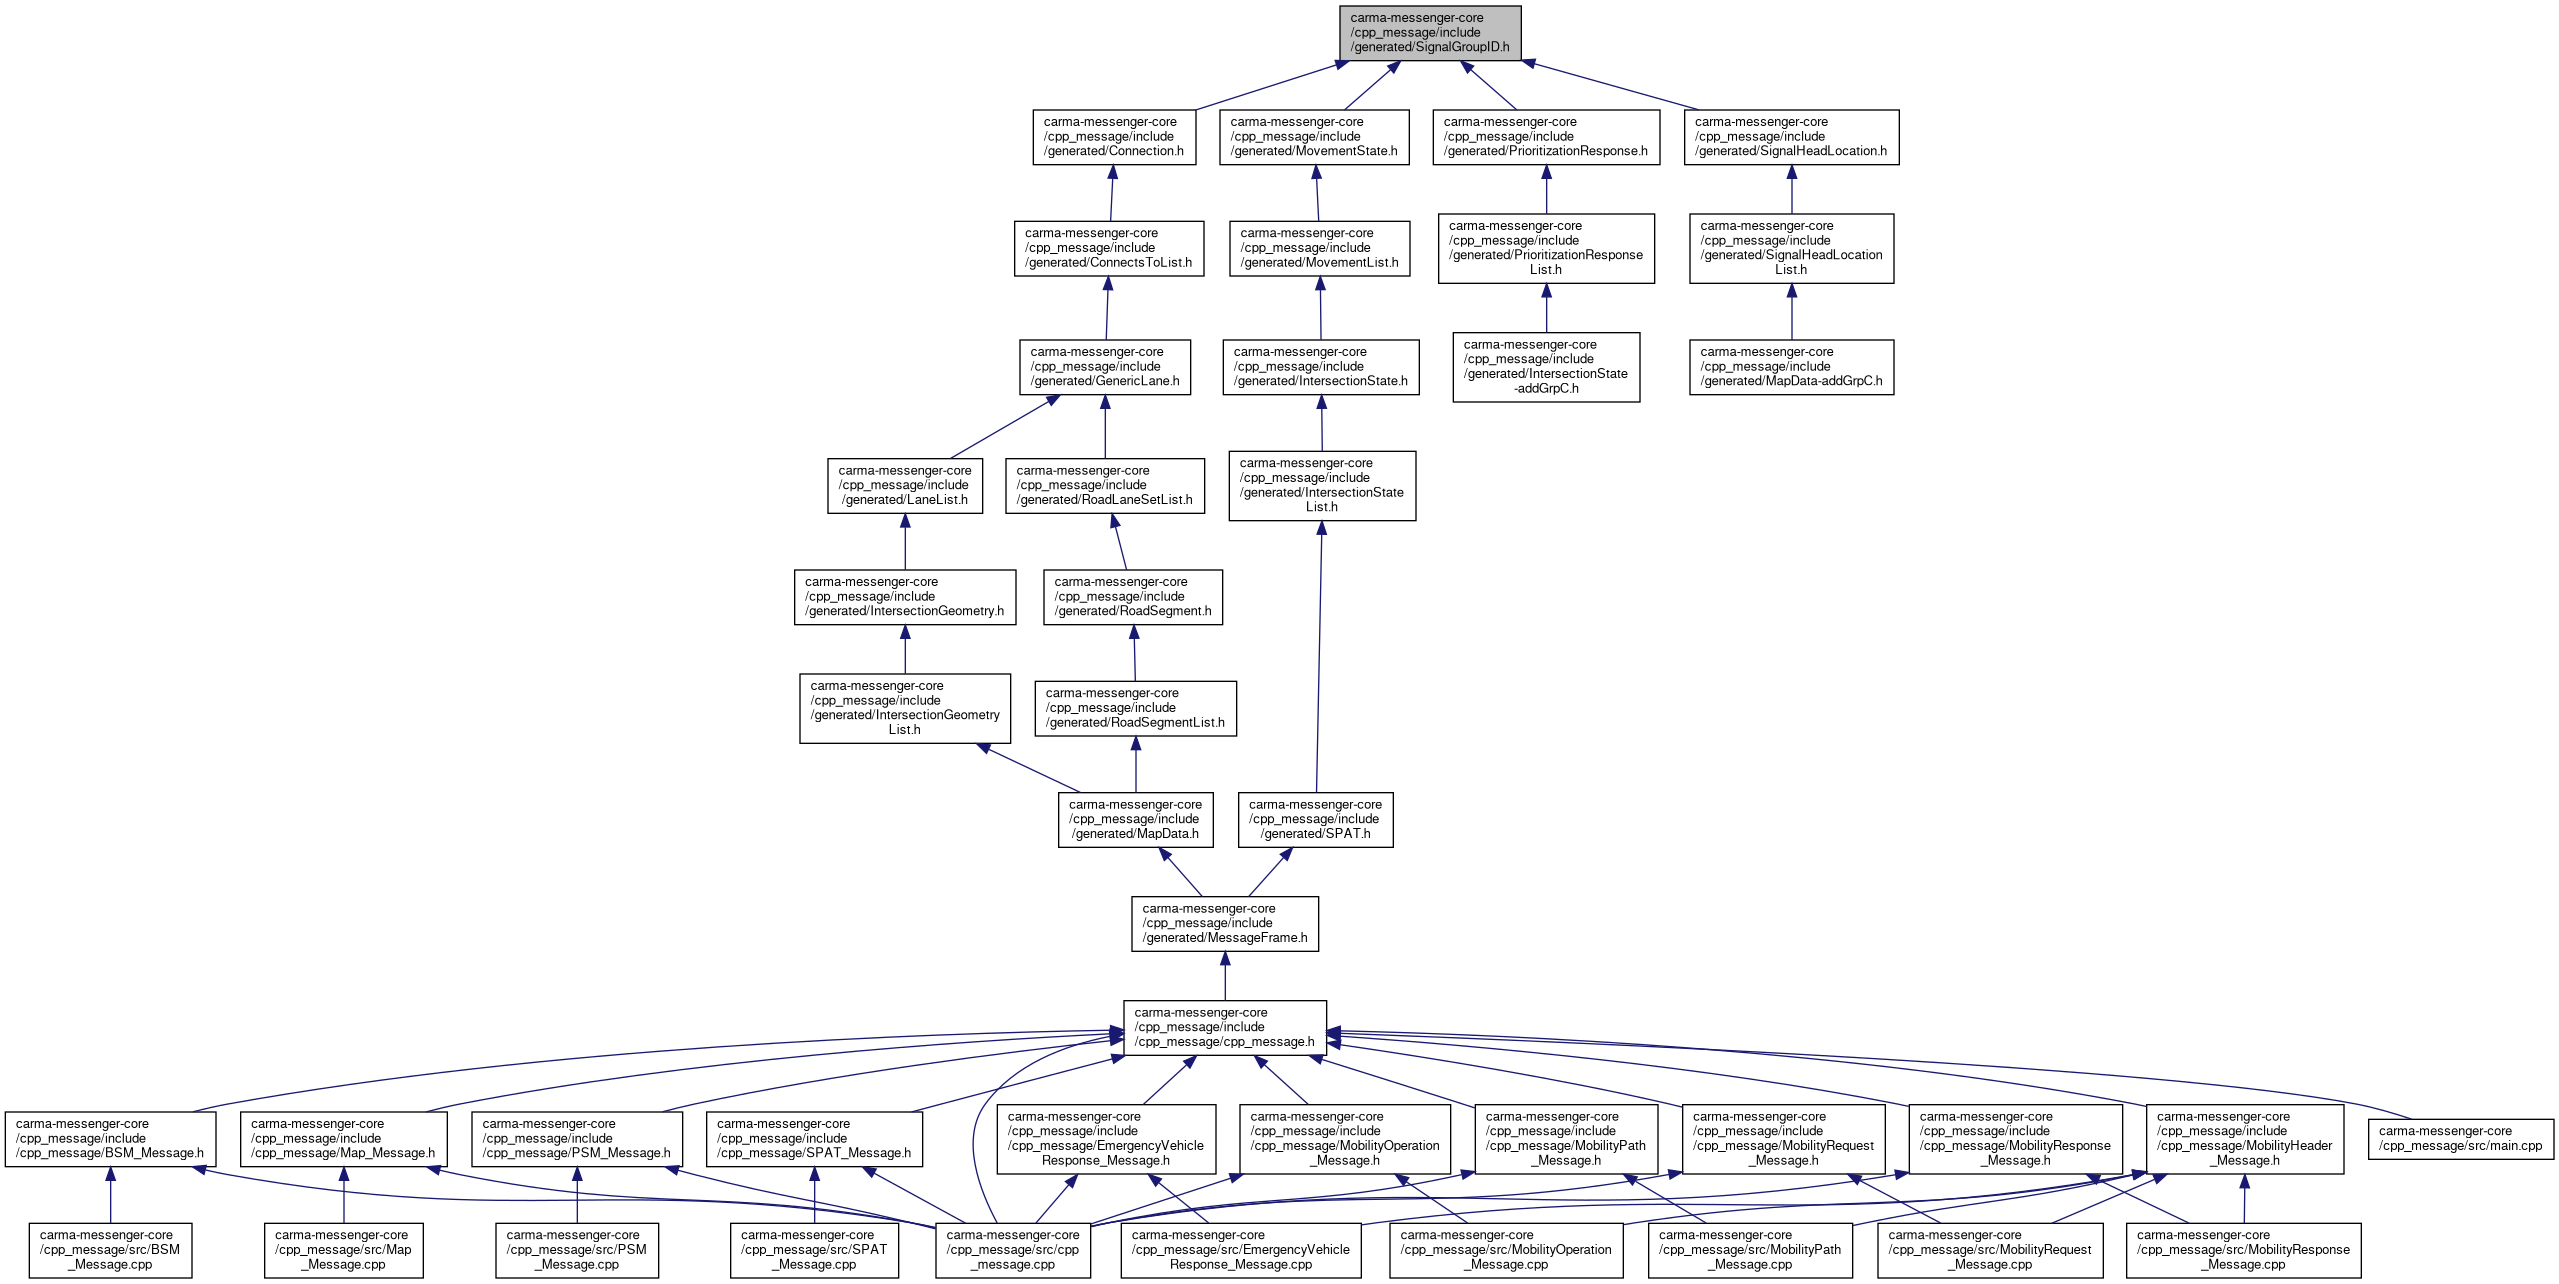 carma-messenger-core
/cpp_message/include
/generated/SignalGroupID.h
carma-messenger-core
/cpp_message/include
/generated/Connection.h
carma-messenger-core
/cpp_message/include
/generated/MovementState.h
carma-messenger-core
/cpp_message/include
/generated/PrioritizationResponse.h
carma-messenger-core
/cpp_message/include
/generated/SignalHeadLocation.h
carma-messenger-core
/cpp_message/include
/generated/ConnectsToList.h
carma-messenger-core
/cpp_message/include
/generated/MovementList.h
carma-messenger-core
/cpp_message/include
/generated/PrioritizationResponse
List.h
carma-messenger-core
/cpp_message/include
/generated/SignalHeadLocation
List.h
carma-messenger-core
/cpp_message/include
/generated/GenericLane.h
carma-messenger-core
/cpp_message/include
/generated/IntersectionState.h
carma-messenger-core
/cpp_message/include
/generated/IntersectionState
-addGrpC.h
carma-messenger-core
/cpp_message/include
/generated/MapData-addGrpC.h
carma-messenger-core
/cpp_message/include
/generated/LaneList.h
carma-messenger-core
/cpp_message/include
/generated/RoadLaneSetList.h
carma-messenger-core
/cpp_message/include
/generated/IntersectionState
List.h
carma-messenger-core
/cpp_message/include
/generated/IntersectionGeometry.h
carma-messenger-core
/cpp_message/include
/generated/RoadSegment.h
carma-messenger-core
/cpp_message/include
/generated/IntersectionGeometry
List.h
carma-messenger-core
/cpp_message/include
/generated/RoadSegmentList.h
carma-messenger-core
/cpp_message/include
/generated/MapData.h
carma-messenger-core
/cpp_message/include
/generated/SPAT.h
carma-messenger-core
/cpp_message/include
/generated/MessageFrame.h
carma-messenger-core
/cpp_message/include
/cpp_message/cpp_message.h
carma-messenger-core
/cpp_message/include
/cpp_message/BSM_Message.h
carma-messenger-core
/cpp_message/include
/cpp_message/Map_Message.h
carma-messenger-core
/cpp_message/include
/cpp_message/PSM_Message.h
carma-messenger-core
/cpp_message/include
/cpp_message/SPAT_Message.h
carma-messenger-core
/cpp_message/include
/cpp_message/EmergencyVehicle
Response_Message.h
carma-messenger-core
/cpp_message/include
/cpp_message/MobilityOperation
_Message.h
carma-messenger-core
/cpp_message/include
/cpp_message/MobilityPath
_Message.h
carma-messenger-core
/cpp_message/include
/cpp_message/MobilityRequest
_Message.h
carma-messenger-core
/cpp_message/include
/cpp_message/MobilityResponse
_Message.h
carma-messenger-core
/cpp_message/include
/cpp_message/MobilityHeader
_Message.h
carma-messenger-core
/cpp_message/src/main.cpp
carma-messenger-core
/cpp_message/src/BSM
_Message.cpp
carma-messenger-core
/cpp_message/src/Map
_Message.cpp
carma-messenger-core
/cpp_message/src/PSM
_Message.cpp
carma-messenger-core
/cpp_message/src/SPAT
_Message.cpp
carma-messenger-core
/cpp_message/src/cpp
_message.cpp
carma-messenger-core
/cpp_message/src/EmergencyVehicle
Response_Message.cpp
carma-messenger-core
/cpp_message/src/MobilityOperation
_Message.cpp
carma-messenger-core
/cpp_message/src/MobilityPath
_Message.cpp
carma-messenger-core
/cpp_message/src/MobilityRequest
_Message.cpp
carma-messenger-core
/cpp_message/src/MobilityResponse
_Message.cpp